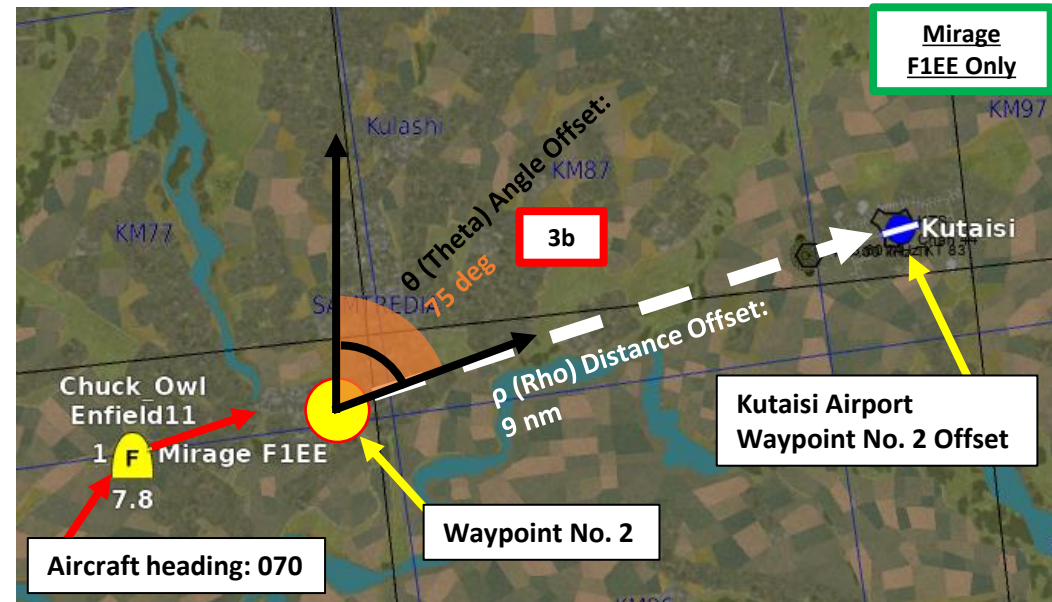 Mirage
F1EE Only
KM97
Kulashi
θ (Theta) Angle Offset:
75 deg
KM87
3b
KM77
Kutaisi
SAMTREDIA
ρ (Rho) Distance Offset:
9 nm
Chuck_Owl
Enfield11
1
F
Mirage F1EE
7.8
Kutaisi Airport
Waypoint No. 2 Offset
Waypoint No. 2
Aircraft heading: 070